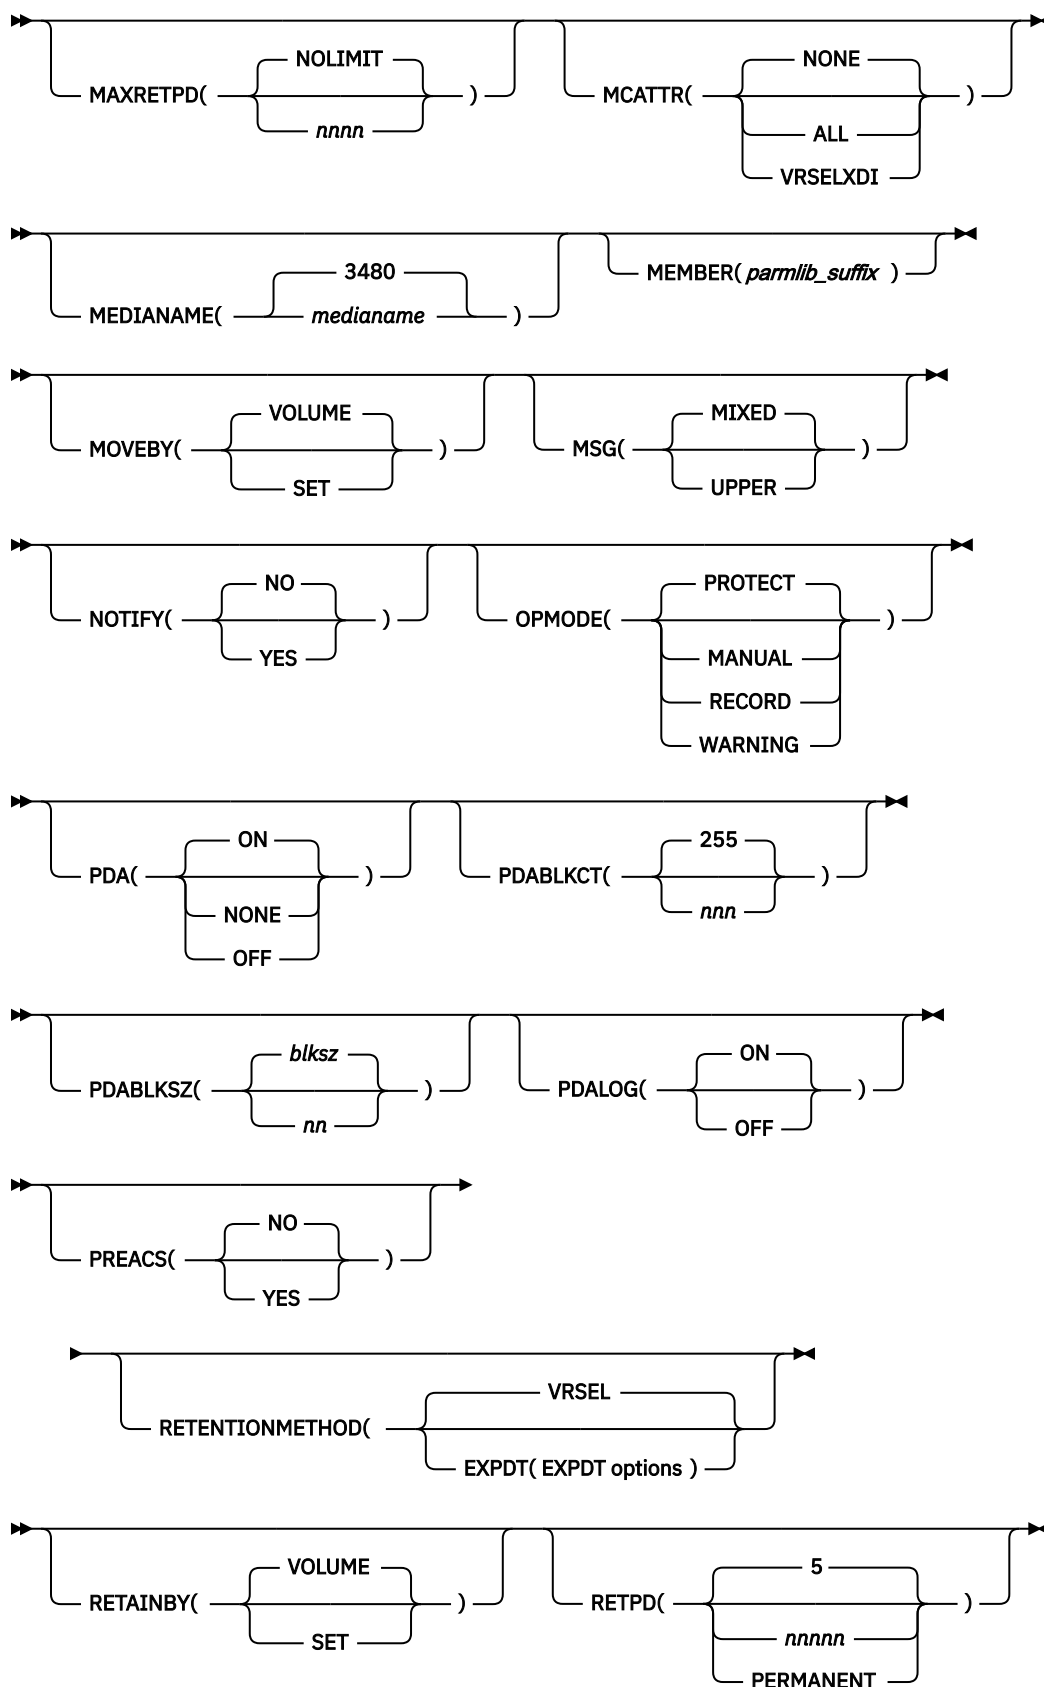 NOLIMIT NONE
MAXRETPD( ) MCATTR( )
nnnn ALL
VRSELXDI
3480 MEMBER( parmlib_suffix )
MEDIANAME( medianame )
VOLUME MIXED
MOVEBY( ) MSG( )
SET UPPER
NO PROTECT
NOTIFY( ) OPMODE( )
YES MANUAL
RECORD
WARNING
ON 255
PDA( ) PDABLKCT( )
NONE nnn
OFF
blksz ON
PDABLKSZ( ) PDALOG( )
nn OFF
NO
PREACS( )
YES
VRSEL
RETENTIONMETHOD(
EXPDT( EXPDT options )
VOLUME 5
RETAINBY( ) RETPD( )
SET nnnnn
PERMANENT